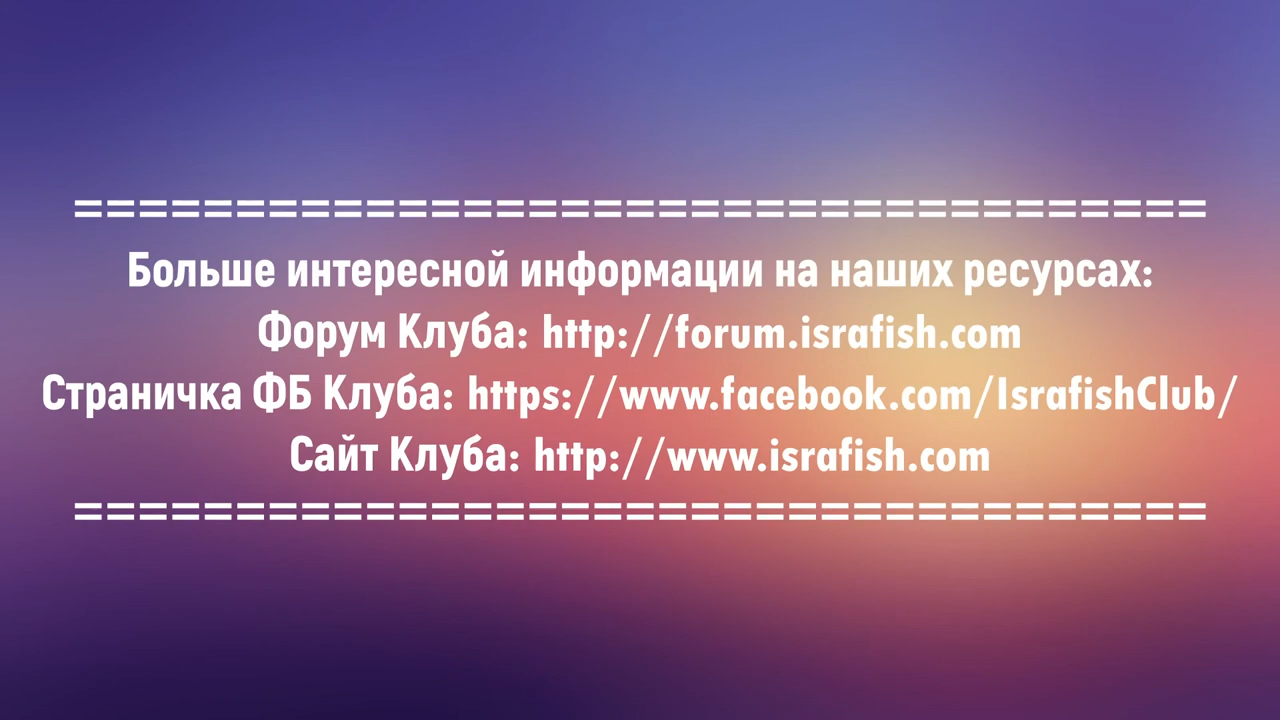 ===================================
Больше интересной информации на наших ресурсах:
Форум Клуба: http://forum.israfish.com
Страничка ФБ Клуба: https://www.facebook.com/IsrafishClub/
Сайт Клуба: http://www.israfish.com
===================================